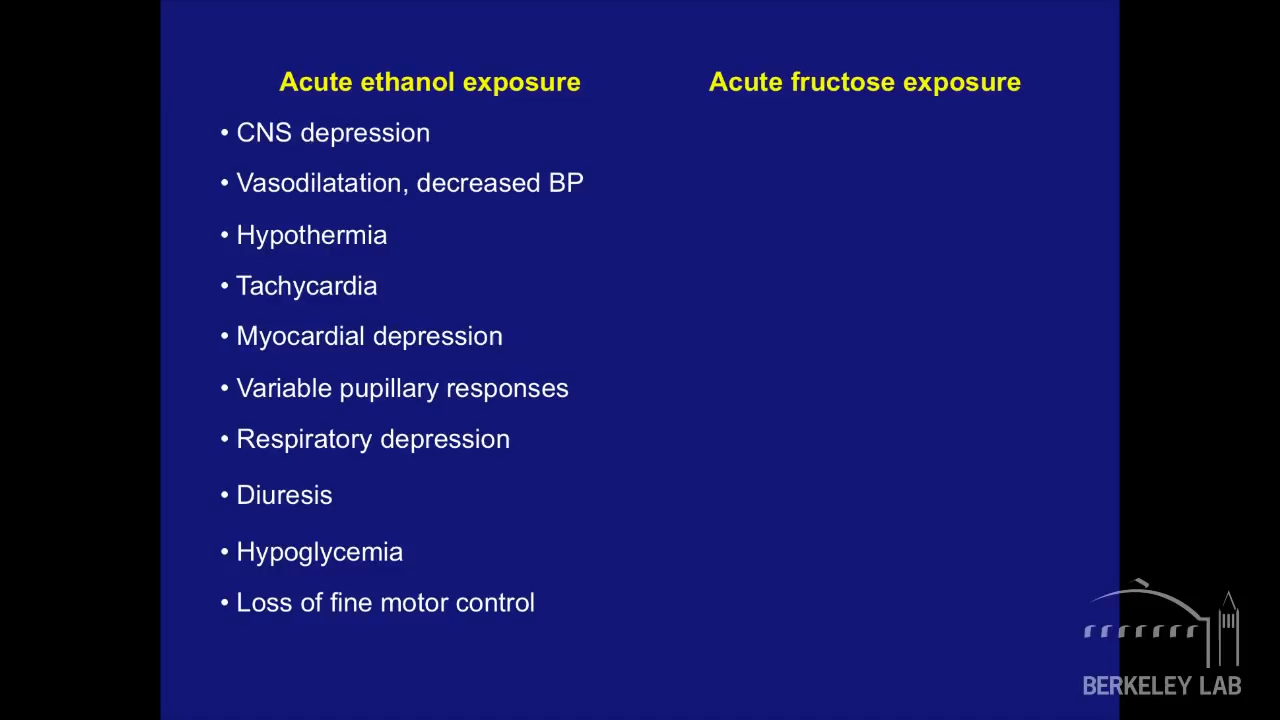 Acute ethanol exposure
• CNS depression
• Vasodilatation, decreased BP
• Hypothermia
• Tachycardia
• Myocardial depression
• Variable pupillary responses
• Respiratory depression
• Diuresis
• Hypoglycemia
• Loss of fine motor control
Acute fructose exposure
BERKELEY LAB